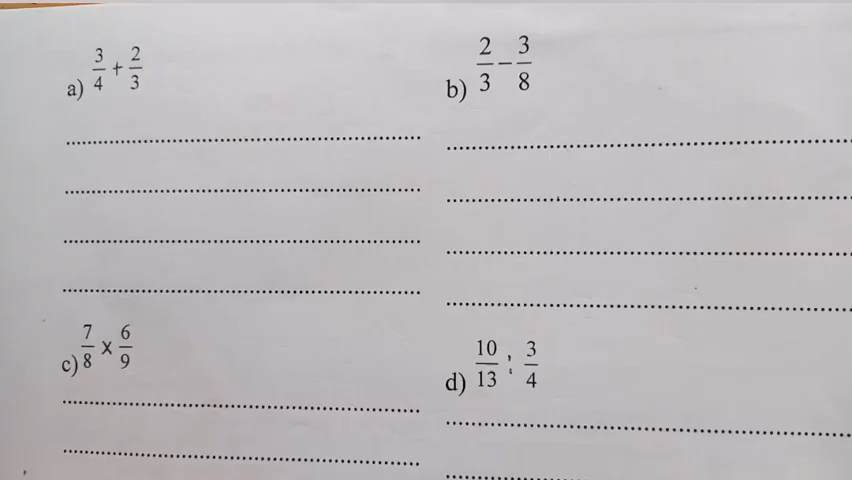 a) 3/4 + 2/3
b) 2/3 − 3/8
c) 7/8 x 6/9
d) 10/13 : 3/4